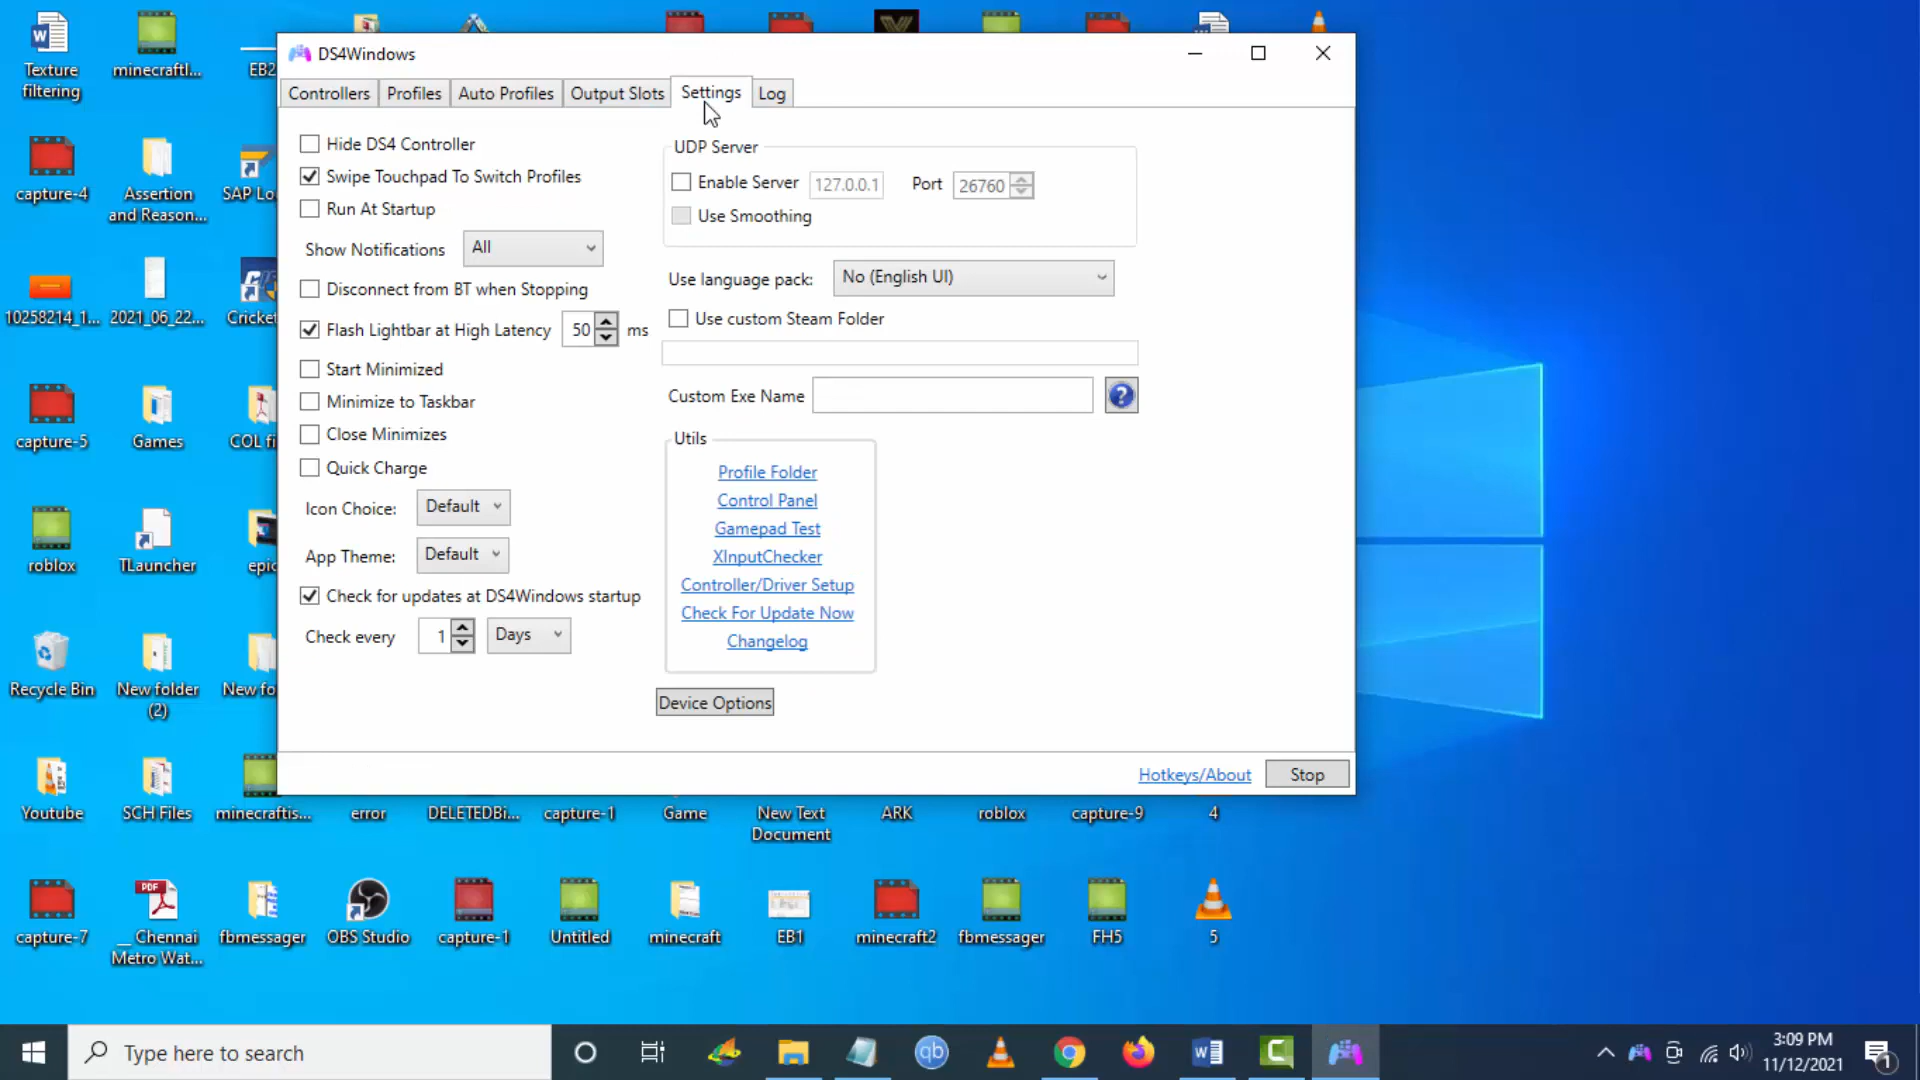 DS4Windows
Controllers
Profiles
Auto Profiles
Output Slots
Settings
Log
Hide DS4 Controller
Swipe Touchpad To Switch Profiles
Run At Startup
Show Notifications
All
Disconnect from BT when Stopping
Flash Lightbar at High Latency
50
ms
Start Minimized
Minimize to Taskbar
Close Minimizes
Quick Charge
Icon Choice:
Default
App Theme:
Default
Check for updates at DS4Windows startup
Check every
1
Days
UDP Server
Enable Server
127.0.0.1
Port
26760
Use Smoothing
Use language pack:
No (English UI)
Use custom Steam Folder
Custom Exe Name
?
Utils
Profile Folder
Control Panel
Gamepad Test
XInputChecker
Controller/Driver Setup
Check For Update Now
Changelog
Device Options
Hotkeys/About
Stop
Texture
filtering
minecraftl...
EB2
capture-4
Assertion
and Reason...
SAP Lo
10258214_1...
2021_06_22...
Cricket
capture-5
Games
COL fi
roblox
TLauncher
epic
Recycle Bin
New folder
(2)
New fo
Youtube
SCH Files
minecraftis...
error
DELETEDBi...
capture-1
Game
New Text
Document
ARK
roblox
capture-9
4
capture-7
PDF
__ Chennai
Metro Wat...
fbmessager
OBS Studio
capture-1
Untitled
minecraft
EB1
minecraft2
fbmessager
FH5
5
Type here to search
qb
3:09 PM
11/12/2021
1